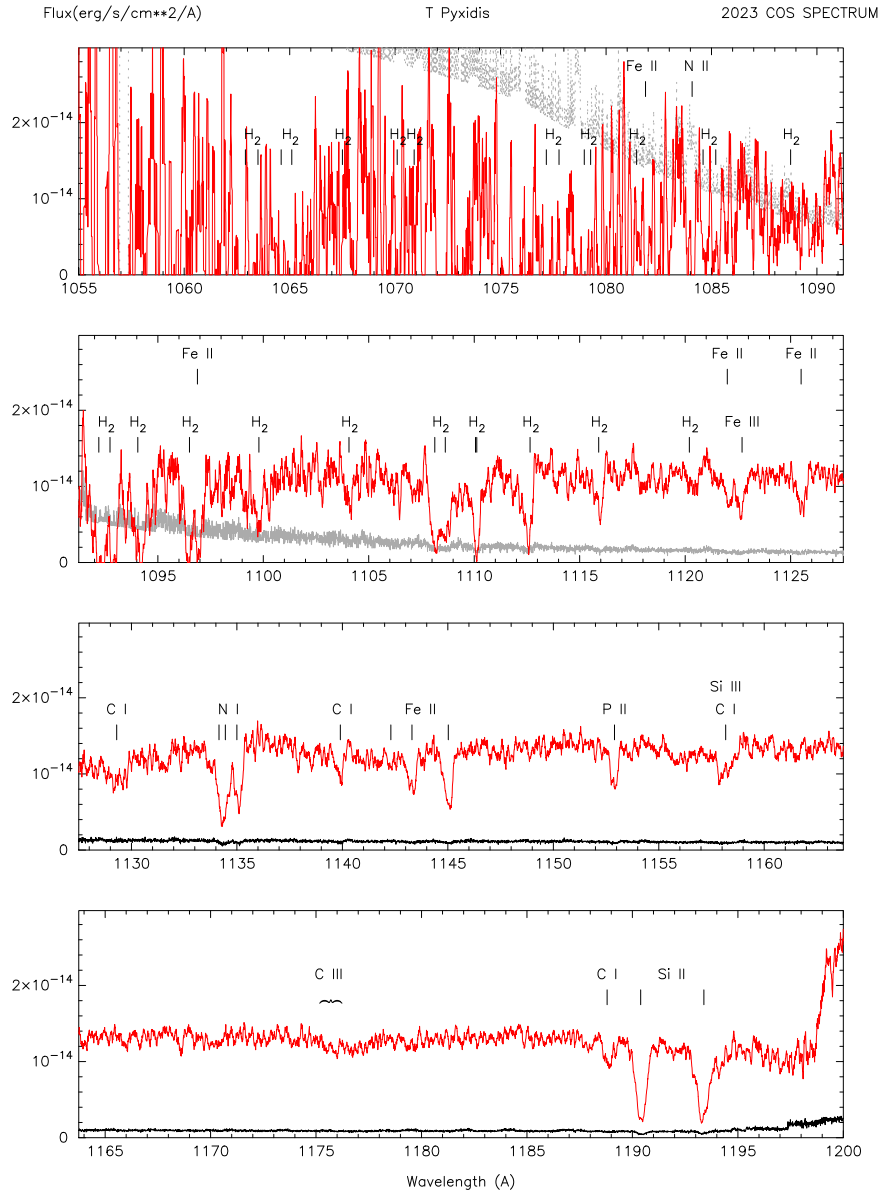 Flux(erg/s/cm**2/A) T Pyxidis 2023 COS SPECTRUM
Fe II N II
2×10⁻¹⁴
H₂ H₂ H₂ H₂ H₂ H₂ H₂ H₂ H₂ H₂
10⁻¹⁴
0
1055 1060 1065 1070 1075 1080 1085 1090
Fe II Fe II Fe II
2×10⁻¹⁴
H₂ H₂ H₂ H₂ H₂ H₂ H₂ H₂ H₂ H₂ Fe III
10⁻¹⁴
0
1095 1100 1105 1110 1115 1120 1125
Si III
2×10⁻¹⁴
C I N I C I Fe II P II C I
10⁻¹⁴
0
1130 1135 1140 1145 1150 1155 1160
C III C I Si II
2×10⁻¹⁴
10⁻¹⁴
0
1165 1170 1175 1180 1185 1190 1195 1200
Wavelength (A)